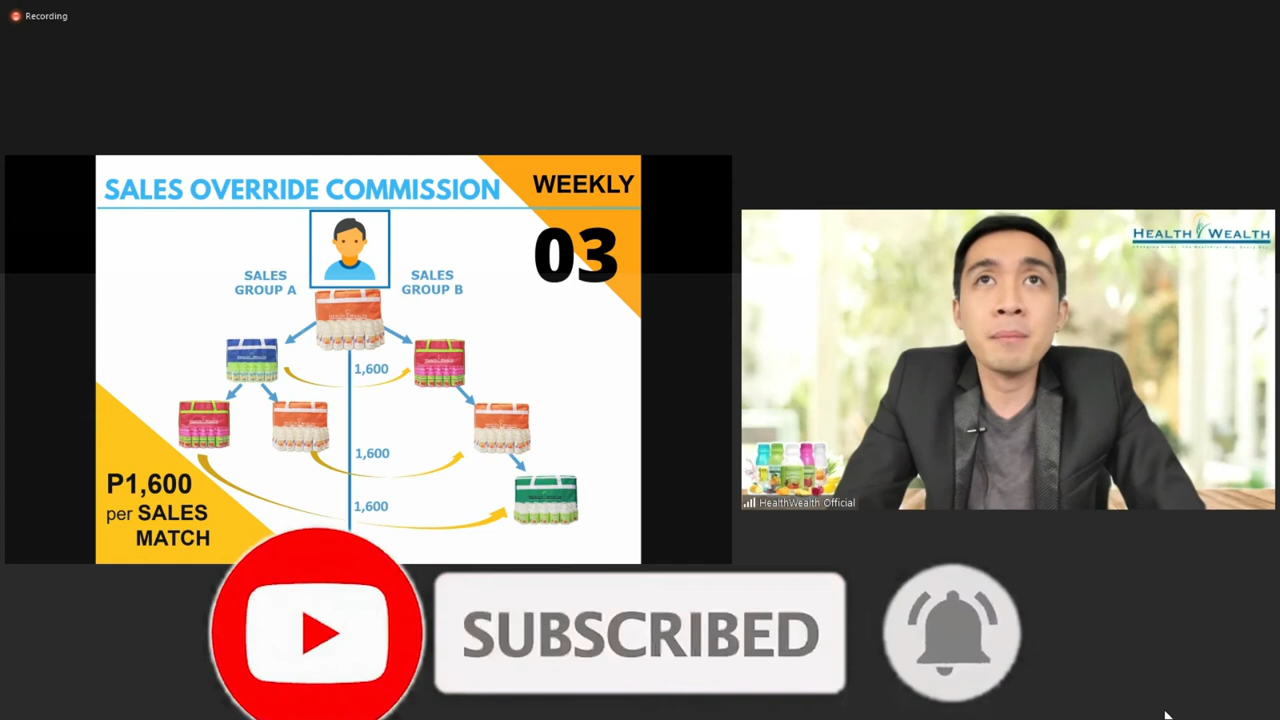 Recording
SALES OVERRIDE COMMISSION
WEEKLY
03
SALES
GROUP A
SALES
GROUP B
1,600
1,600
1,600
P1,600
per SALES
MATCH
HEALTH WEALTH
HealthWealth Official
SUBSCRIBED